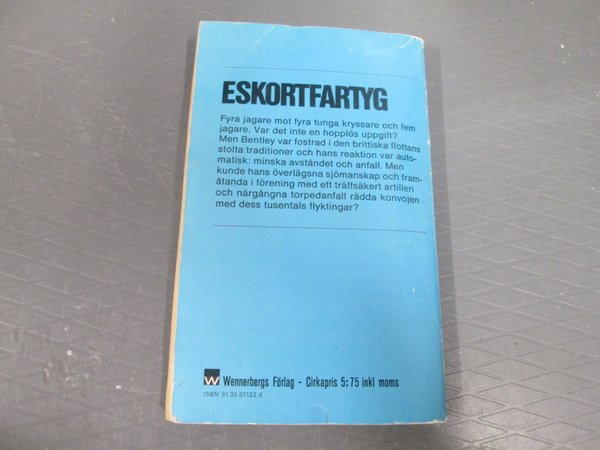 ESKORTFARTYG
Fyra jagare mot fyra tunga kryssare och fem
jagare. Var det inte en hopplös uppgift?
Men Bentley var fostrad i den brittiska flottans
stolta traditioner och hans reaktion var auto-
matisk: minska avståndet och anfall. Men
kunde hans överlägsna sjömanskap och fram-
åtanda i förening med ett träffsäkert artilleri
och närgångna torpedanfall rädda konvojen
med dess tusentals flyktingar?
W Wennerbergs Förlag - Cirkapris 5:75 inkl moms
ISBN 91 35 01122 X